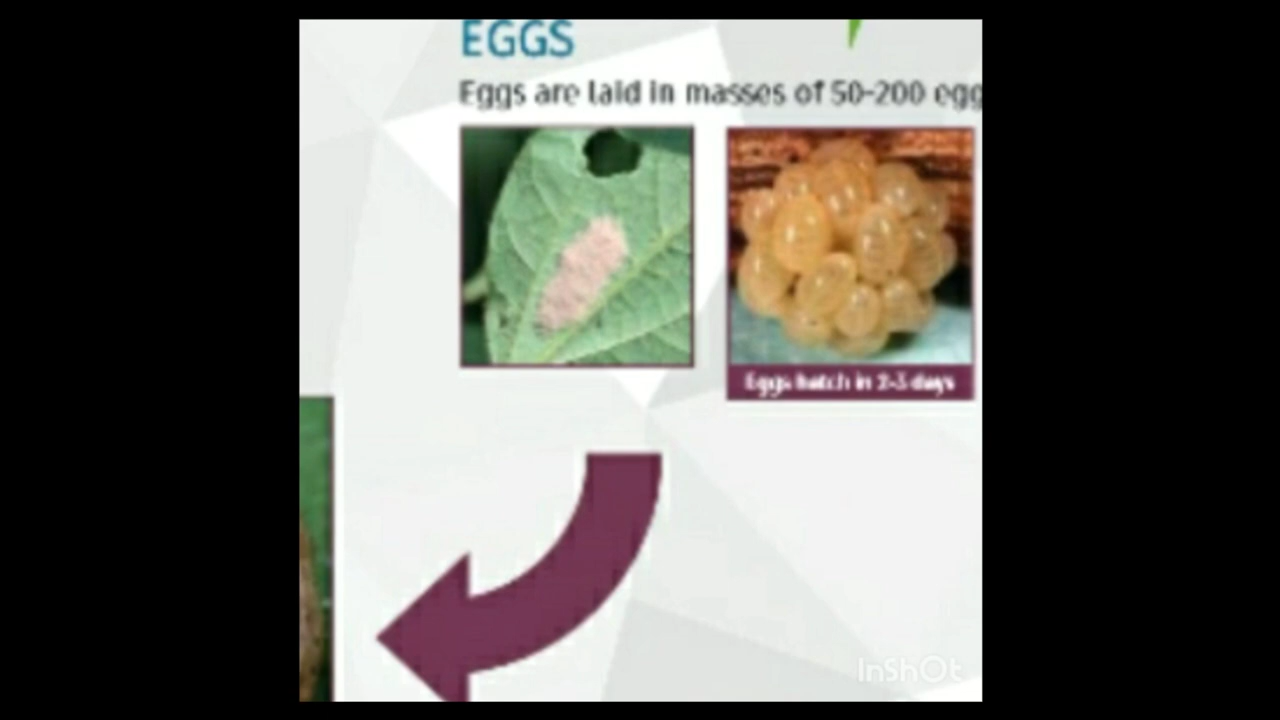 EGGS
Eggs are laid in masses of 50-200 egg
Eggs hatch in 2-3 days
InShOt